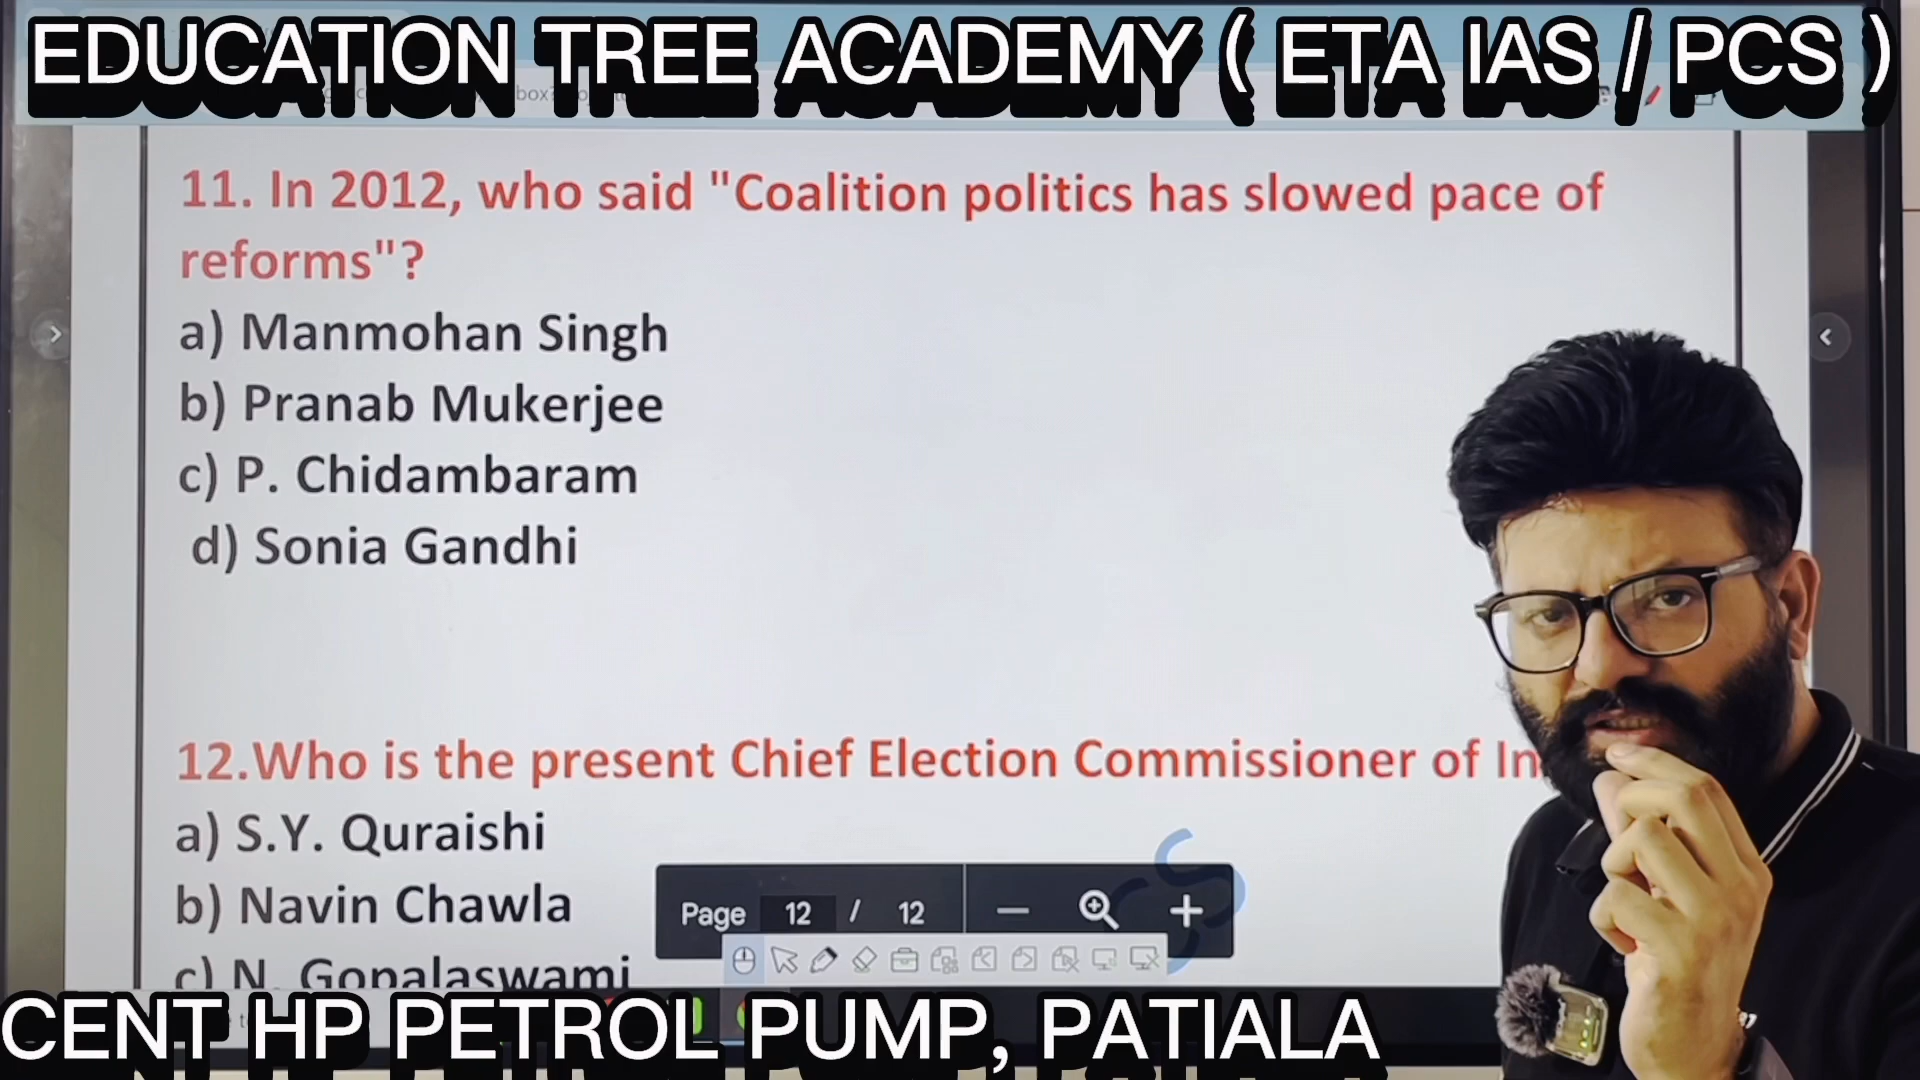 EDUCATION TREE ACADEMY ( ETA IAS / PCS )
11. In 2012, who said "Coalition politics has slowed pace of
reforms"?
a) Manmohan Singh
b) Pranab Mukerjee
c) P. Chidambaram
d) Sonia Gandhi
12.Who is the present Chief Election Commissioner of In
a) S.Y. Quraishi
b) Navin Chawla
Page 12 / 12
c) N. Gopalaswami
CENT HP PETROL PUMP, PATIALA